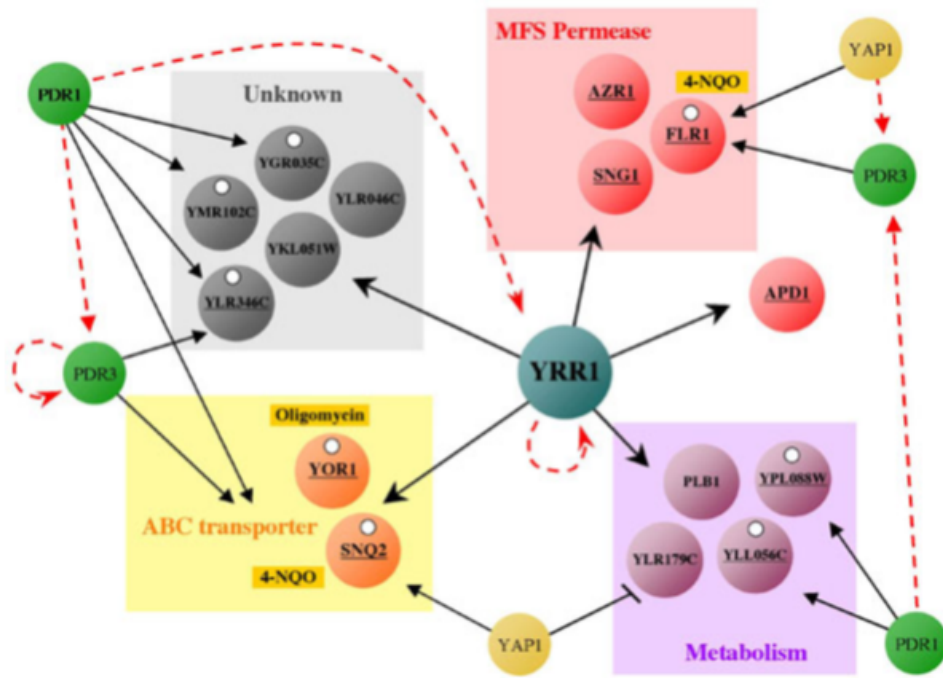 MFS Permease
YAP1
PDR1
Unknown
4-NQO
AZR1
FLR1
YGR035C
SNG1
PDR3
YMR102C
YLR046C
YKL051W
YLR346C
APD1
PDR3
YRR1
Oligomyein
YOR1
PLB1
YPL088W
ABC transporter
SNQ2
YLR179C
YLL056C
4-NQO
YAP1
Metabolism
PDR1